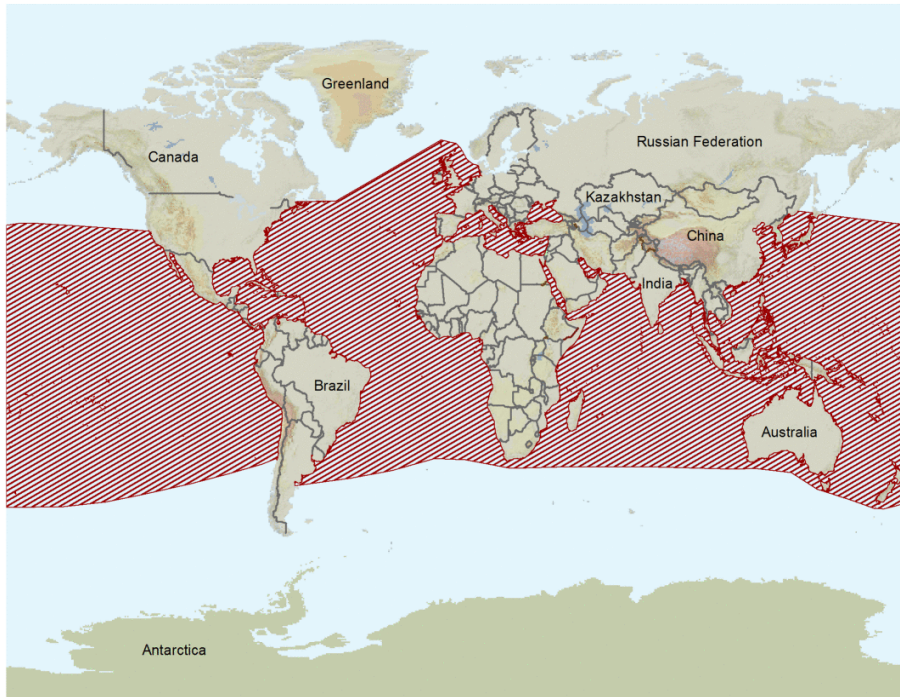 Greenland
Canada
Russian Federation
Kazakhstan
China
India
Brazil
Australia
Antarctica